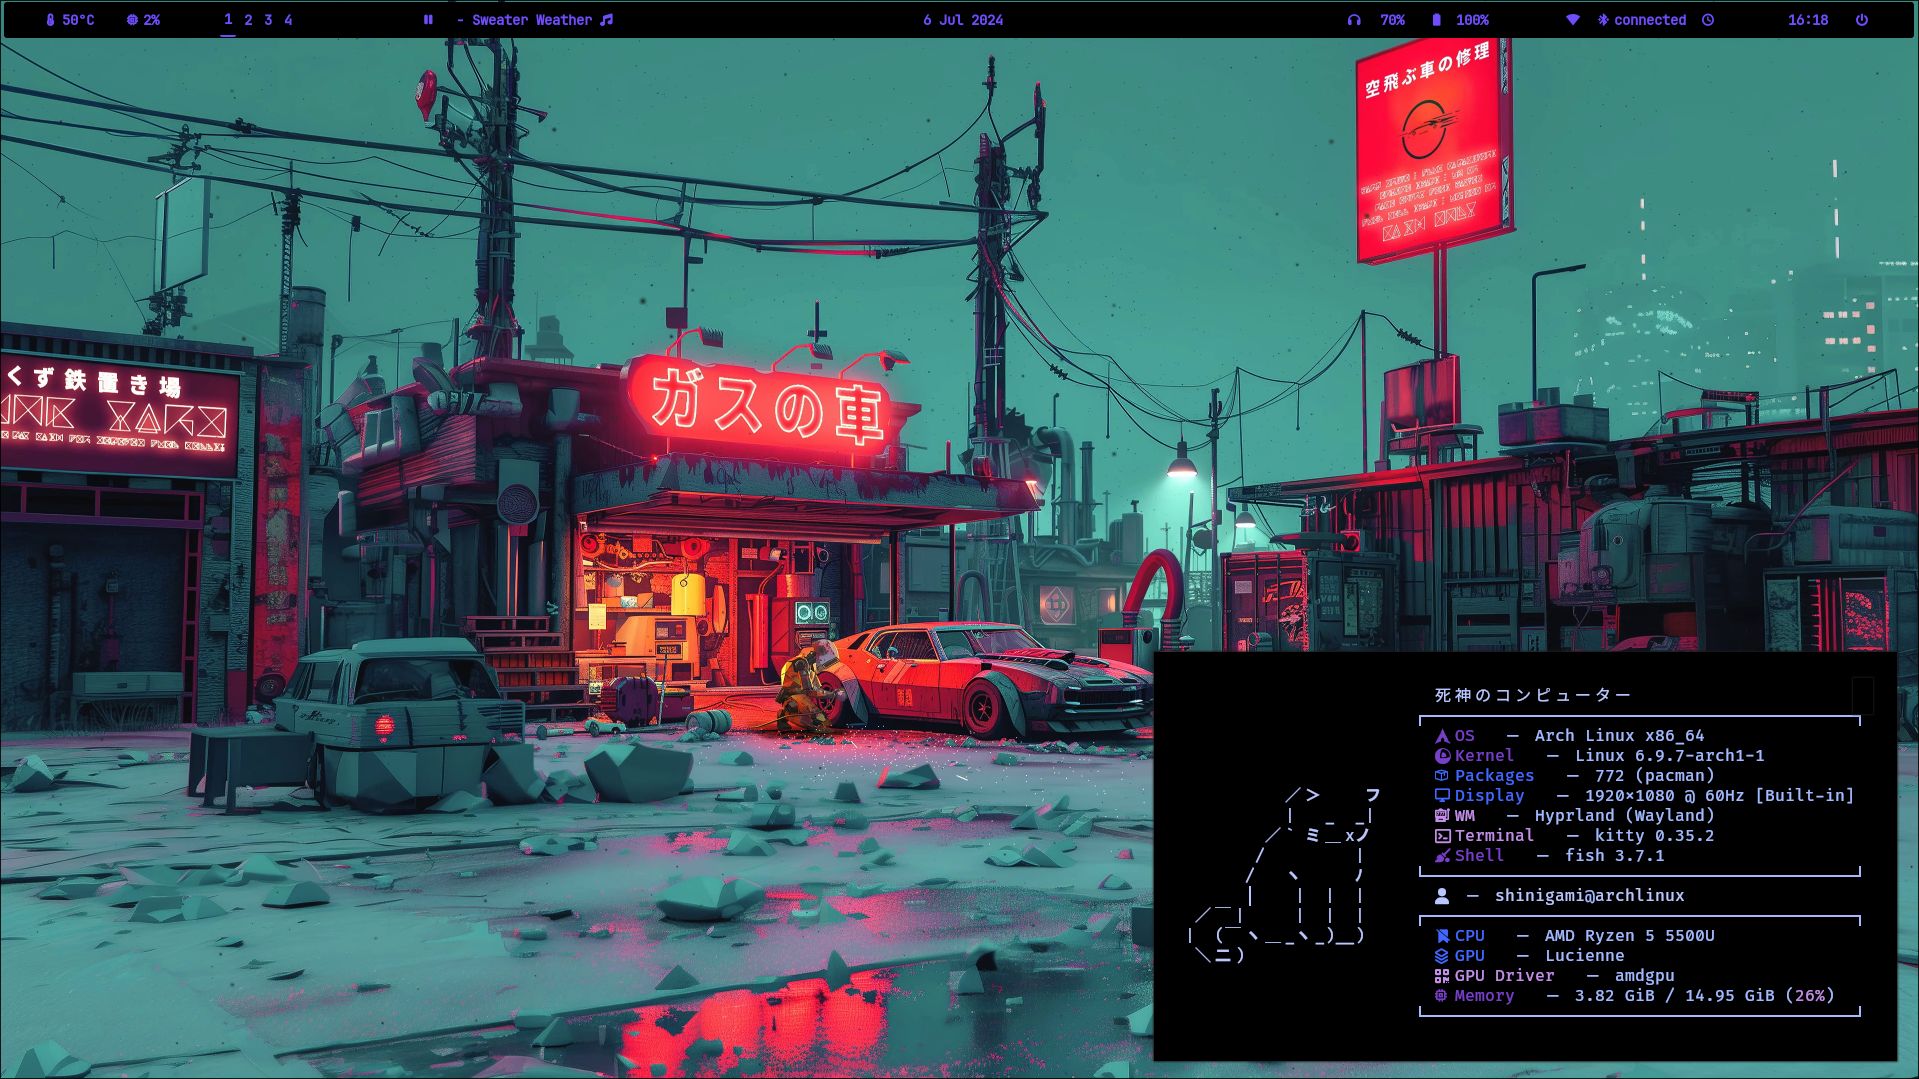 50°C 2% 1 2 3 4 - Sweater Weather 6 Jul 2024 70% 100% connected 16:18
空飛ぶ車の修理
くず鉄置き場
ガスの車
死神のコンピューター
OS — Arch Linux x86_64
Kernel — Linux 6.9.7-arch1-1
Packages — 772 (pacman)
Display — 1920×1080 @ 60Hz [Built-in]
WM — Hyprland (Wayland)
Terminal — kitty 0.35.2
Shell — fish 3.7.1
— shinigami@archlinux
CPU — AMD Ryzen 5 5500U
GPU — Lucienne
GPU Driver — amdgpu
Memory — 3.82 GiB / 14.95 GiB (26%)